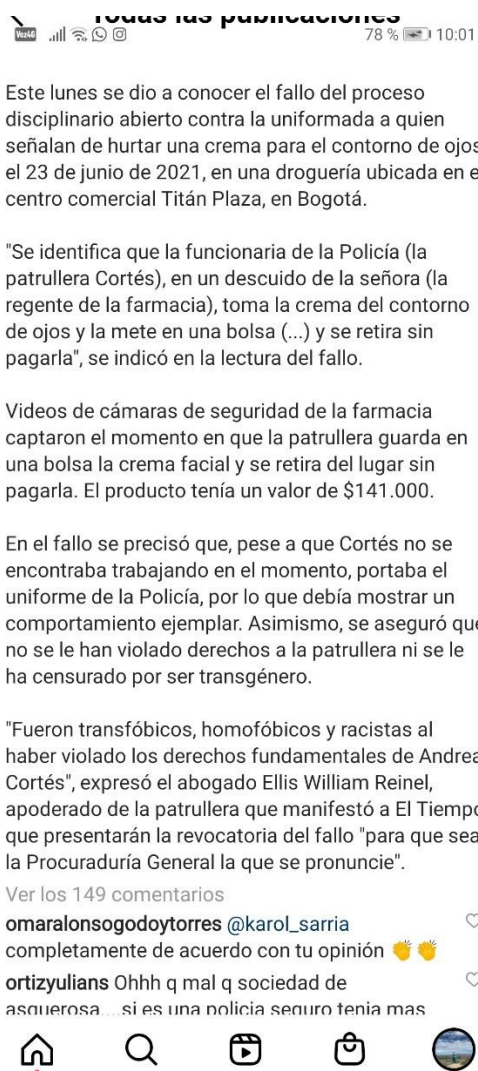 Todas las publicaciones
Voz4G 78 % 10:01
Este lunes se dio a conocer el fallo del proceso
disciplinario abierto contra la uniformada a quien
señalan de hurtar una crema para el contorno de ojos
el 23 de junio de 2021, en una droguería ubicada en e
centro comercial Titán Plaza, en Bogotá.
"Se identifica que la funcionaria de la Policía (la
patrullera Cortés), en un descuido de la señora (la
regente de la farmacia), toma la crema del contorno
de ojos y la mete en una bolsa (...) y se retira sin
pagarla", se indicó en la lectura del fallo.
Videos de cámaras de seguridad de la farmacia
captaron el momento en que la patrullera guarda en
una bolsa la crema facial y se retira del lugar sin
pagarla. El producto tenía un valor de $141.000.
En el fallo se precisó que, pese a que Cortés no se
encontraba trabajando en el momento, portaba el
uniforme de la Policía, por lo que debía mostrar un
comportamiento ejemplar. Asimismo, se aseguró que
no se le han violado derechos a la patrullera ni se le
ha censurado por ser transgénero.
"Fueron transfóbicos, homofóbicos y racistas al
haber violado los derechos fundamentales de Andrea
Cortés", expresó el abogado Ellis William Reinel,
apoderado de la patrullera que manifestó a El Tiempo
que presentarán la revocatoria del fallo "para que sea
la Procuraduría General la que se pronuncie".
Ver los 149 comentarios
omaralonsogodoytorres @karol_sarria
completamente de acuerdo con tu opinión 👏👏
ortizyulians Ohhh q mal q sociedad de
asquerosa....si es una policia seguro tenia mas